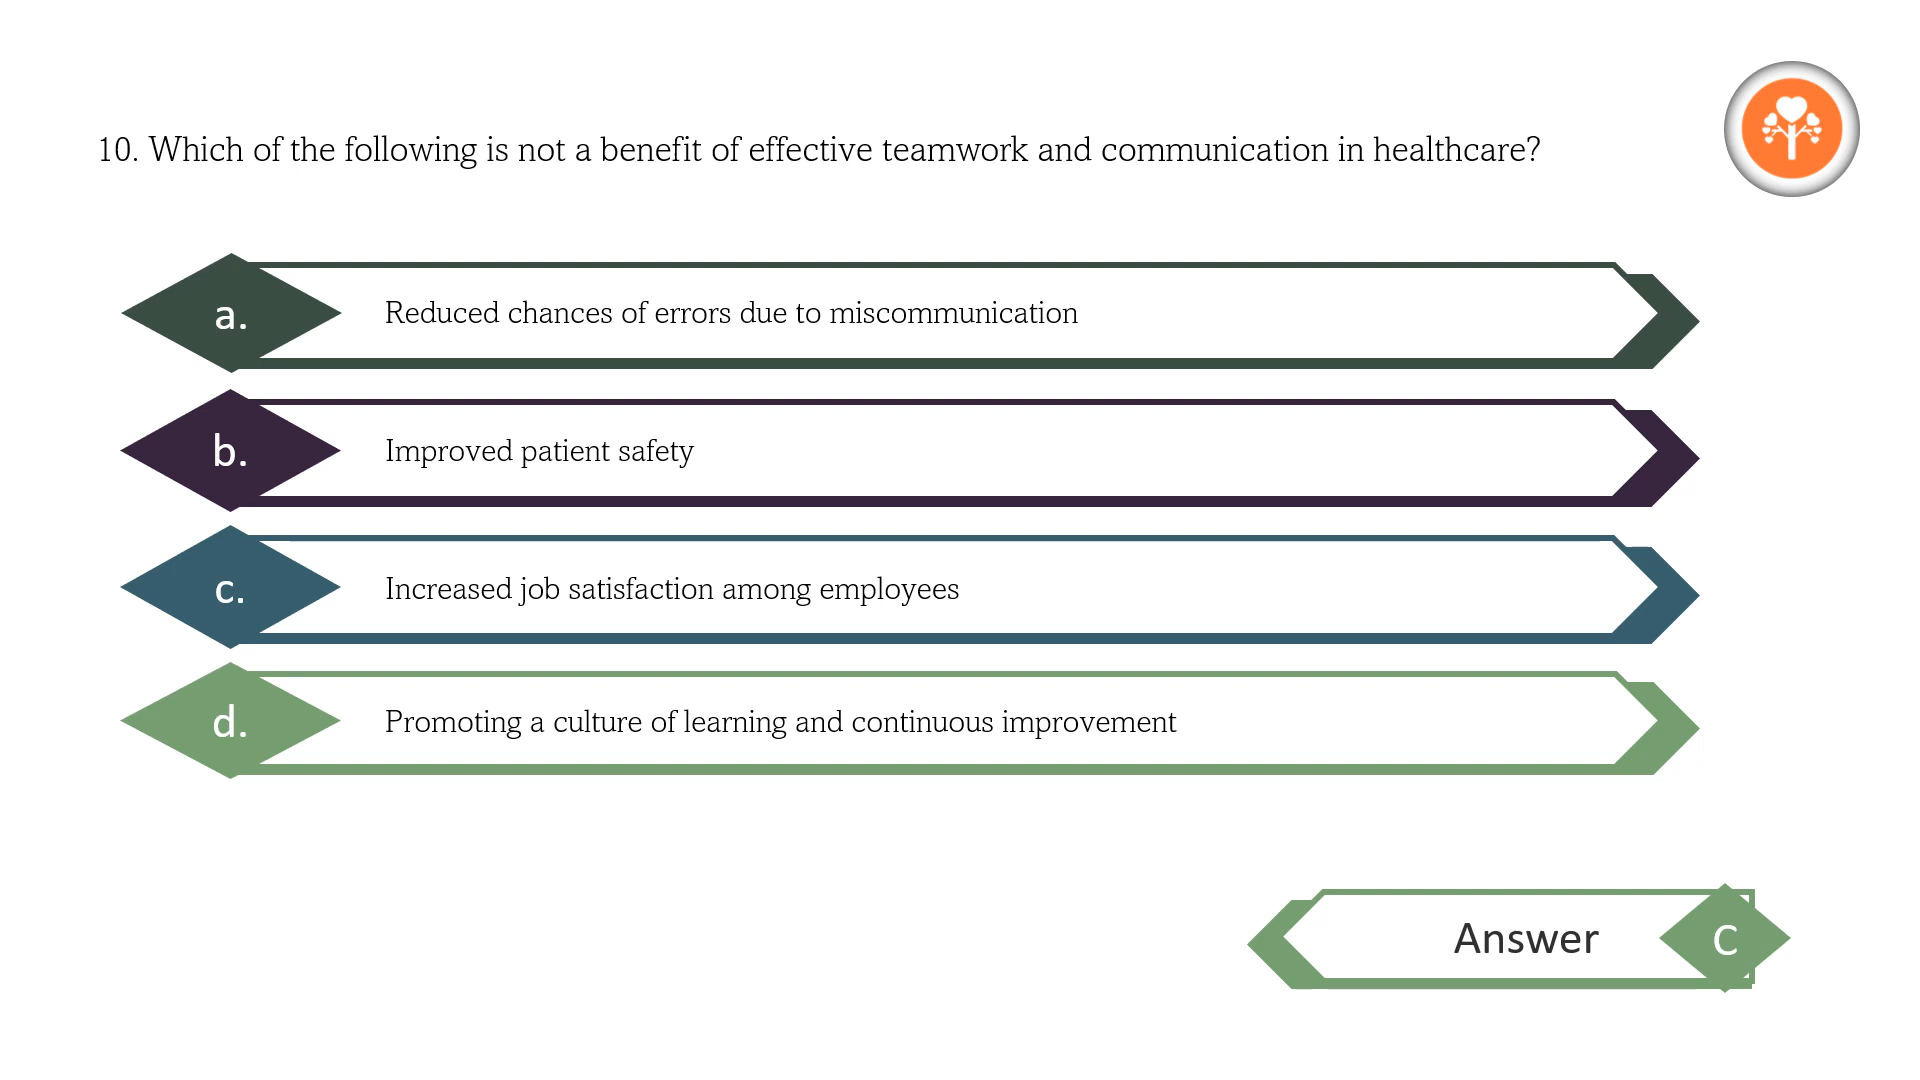 10. Which of the following is not a benefit of effective teamwork and communication in healthcare?
a. Reduced chances of errors due to miscommunication
b. Improved patient safety
c. Increased job satisfaction among employees
d. Promoting a culture of learning and continuous improvement
Answer C